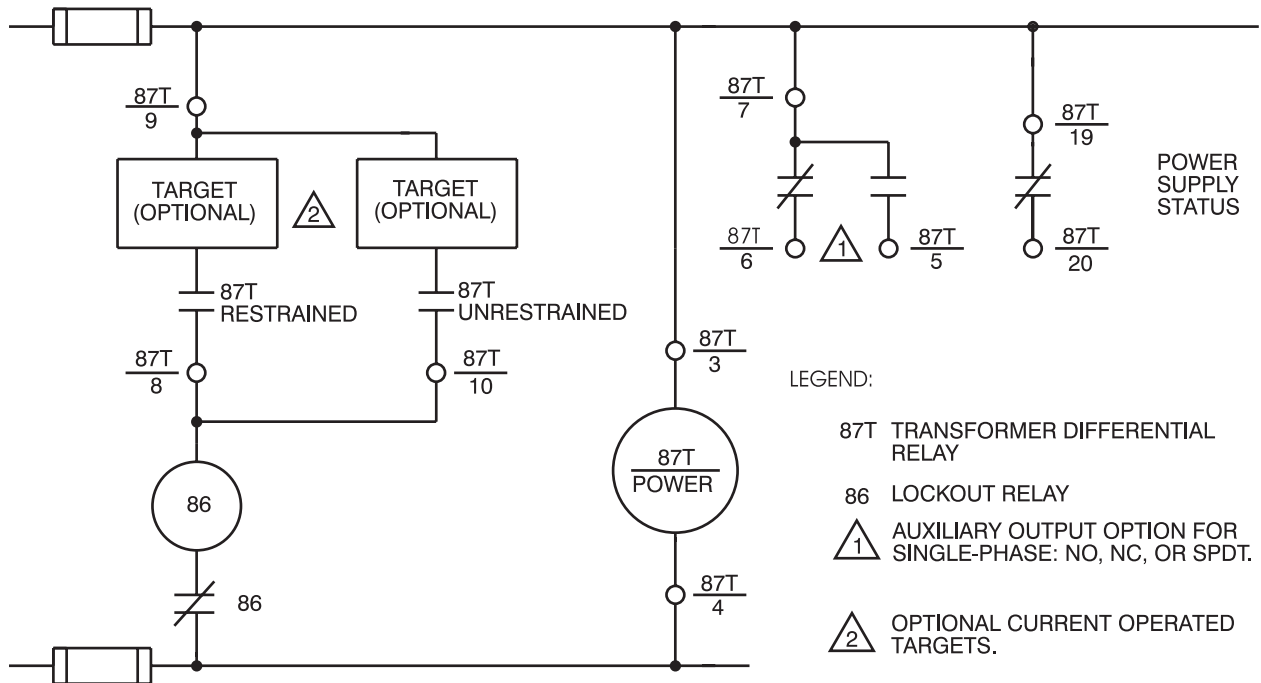 87T
9
TARGET
(OPTIONAL)
2
TARGET
(OPTIONAL)
87T
RESTRAINED
87T
UNRESTRAINED
87T
8
87T
10
86
86
87T
3
87T
POWER
87T
4
87T
7
87T
6
1
87T
5
87T
19
87T
20
POWER
SUPPLY
STATUS
LEGEND:
87T TRANSFORMER DIFFERENTIAL
RELAY
86 LOCKOUT RELAY
1 AUXILIARY OUTPUT OPTION FOR
SINGLE-PHASE: NO, NC, OR SPDT.
2 OPTIONAL CURRENT OPERATED
TARGETS.